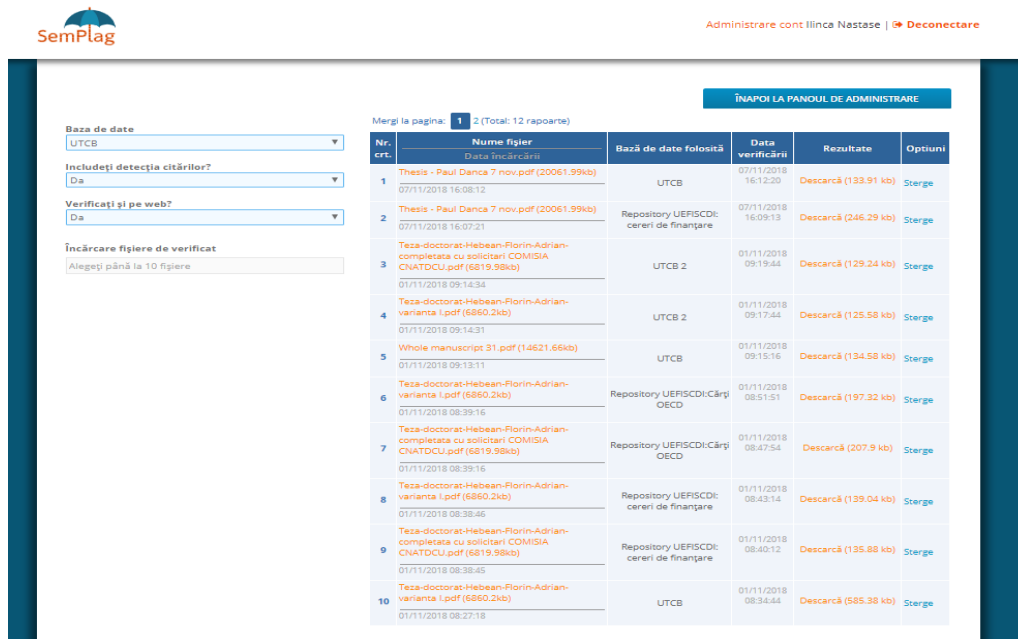 SemPlag
Administrare cont Ilinca Nastase | Deconectare
ÎNAPOI LA PANOUL DE ADMINISTRARE
Baza de date
UTCB
Includeți detecția citărilor?
Da
Verificați și pe web?
Da
Încărcare fișiere de verificat
Alegeți până la 10 fișiere
Mergi la pagina: 1 2 (Total: 12 rapoarte)
Nr. crt.
Nume fișier
Data încărcării
Bază de date folosită
Data verificării
Rezultate
Optiuni
1
Thesis - Paul Danca 7 nov.pdf (20061.99kb)
07/11/2018 16:08:12
UTCB
07/11/2018
16:12:20
Descarcă (133.91 kb)
Sterge
2
Thesis - Paul Danca 7 nov.pdf (20061.99kb)
07/11/2018 16:07:21
Repository UEFISCDI:
cereri de finanțare
07/11/2018
16:09:13
Descarcă (246.29 kb)
Sterge
3
Teza-doctorat-Hebean-Florin-Adrian-
completata cu solicitari COMISIA
CNATDCU.pdf (6819.98kb)
01/11/2018 09:14:34
UTCB 2
01/11/2018
09:19:44
Descarcă (129.24 kb)
Sterge
4
Teza-doctorat-Hebean-Florin-Adrian-
varianta I.pdf (6860.2kb)
01/11/2018 09:14:31
UTCB 2
01/11/2018
09:17:44
Descarcă (125.58 kb)
Sterge
5
Whole manuscript 31.pdf (14621.66kb)
01/11/2018 09:13:11
UTCB
01/11/2018
09:15:16
Descarcă (134.58 kb)
Sterge
6
Teza-doctorat-Hebean-Florin-Adrian-
varianta I.pdf (6860.2kb)
01/11/2018 08:39:16
Repository UEFISCDI:Cărți
OECD
01/11/2018
08:51:51
Descarcă (197.32 kb)
Sterge
7
Teza-doctorat-Hebean-Florin-Adrian-
completata cu solicitari COMISIA
CNATDCU.pdf (6819.98kb)
01/11/2018 08:39:16
Repository UEFISCDI:Cărți
OECD
01/11/2018
08:47:54
Descarcă (207.9 kb)
Sterge
8
Teza-doctorat-Hebean-Florin-Adrian-
varianta I.pdf (6860.2kb)
01/11/2018 08:38:46
Repository UEFISCDI:
cereri de finanțare
01/11/2018
08:43:14
Descarcă (139.04 kb)
Sterge
9
Teza-doctorat-Hebean-Florin-Adrian-
completata cu solicitari COMISIA
CNATDCU.pdf (6819.98kb)
01/11/2018 08:38:45
Repository UEFISCDI:
cereri de finanțare
01/11/2018
08:40:12
Descarcă (135.88 kb)
Sterge
10
Teza-doctorat-Hebean-Florin-Adrian-
varianta I.pdf (6860.2kb)
01/11/2018 08:27:18
UTCB
01/11/2018
08:34:44
Descarcă (585.38 kb)
Sterge